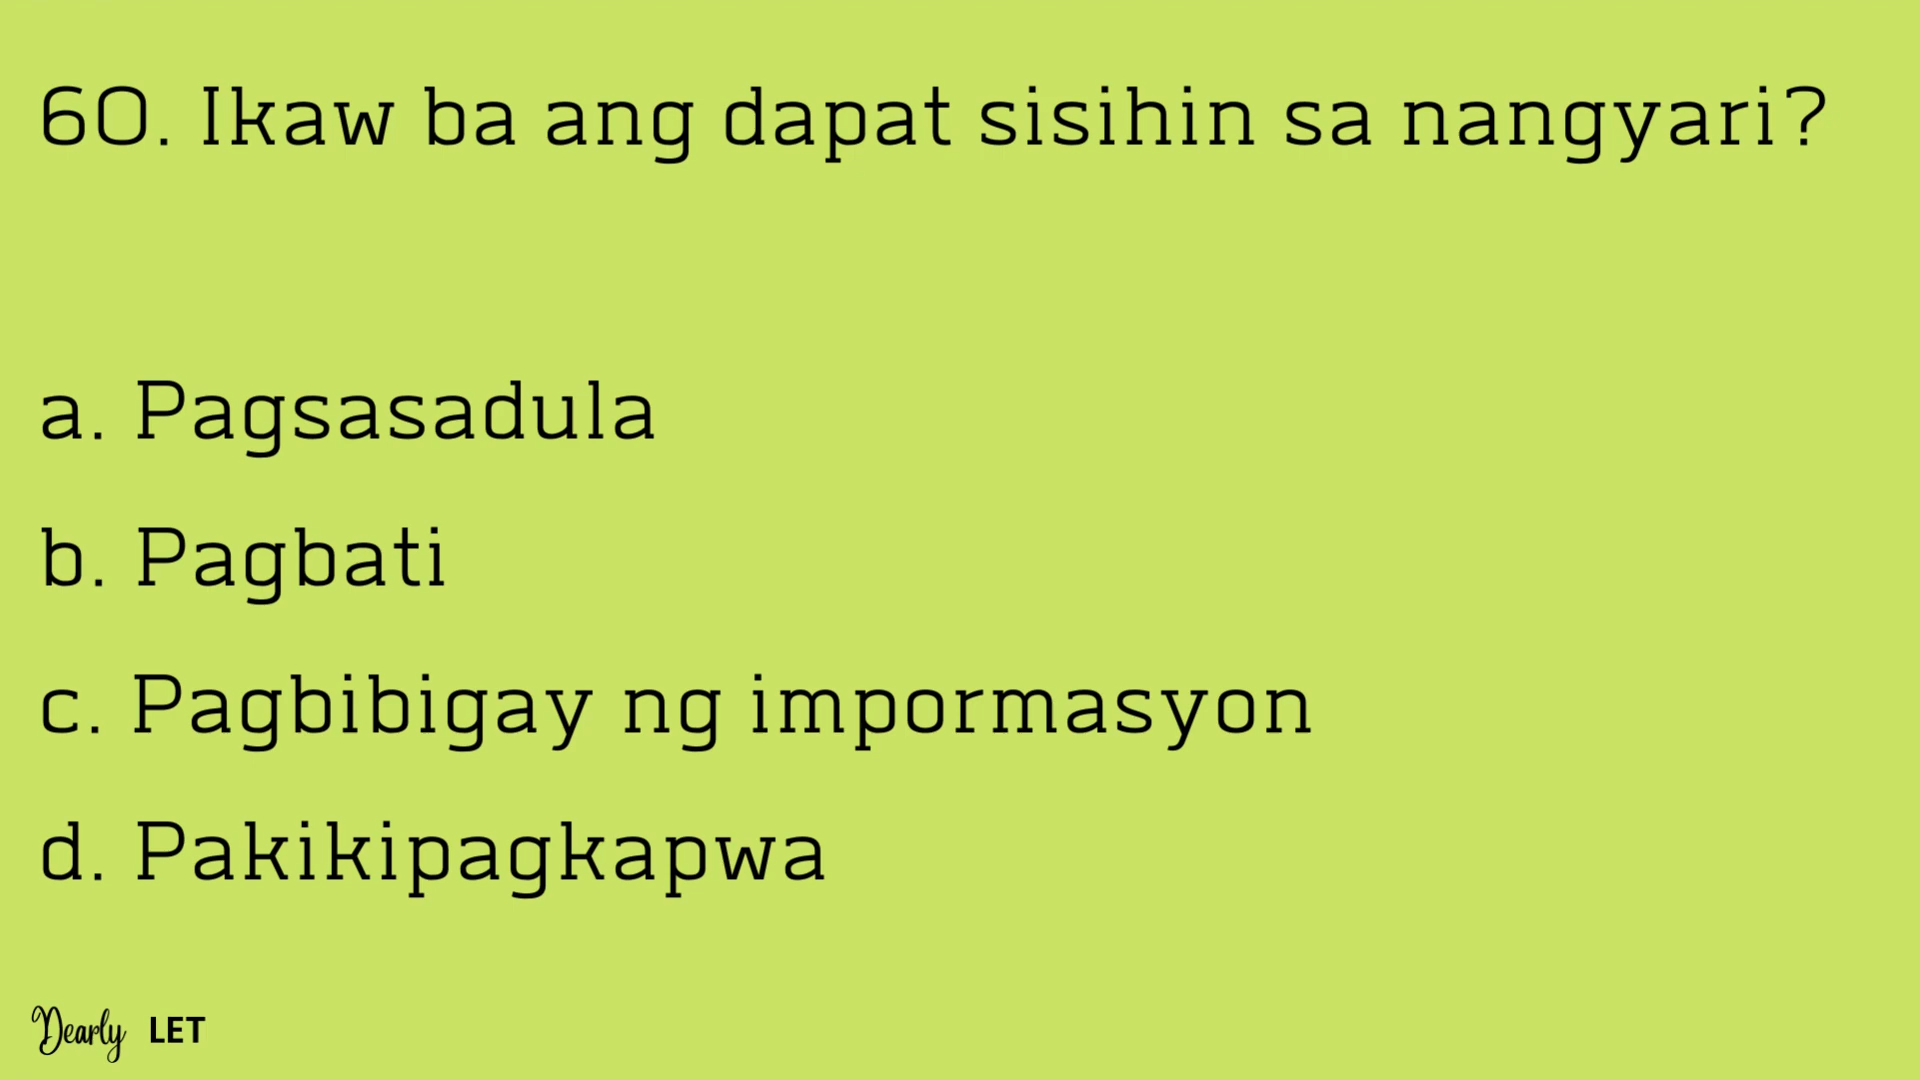 60. Ikaw ba ang dapat sisihin sa nangyari?
a. Pagsasadula
b. Pagbati
c. Pagbibigay ng impormasyon
d. Pakikipagkapwa
Dearly LET